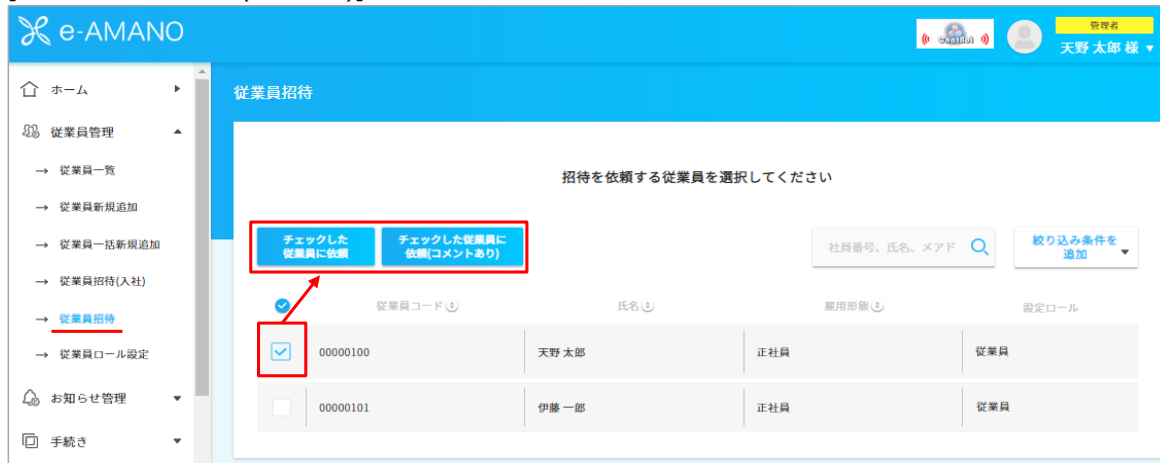 e-AMANO
ChatBot
管理者
天野 太郎 様 ▼
ホーム
従業員管理
→ 従業員一覧
→ 従業員新規追加
→ 従業員一括新規追加
→ 従業員招待(入社)
→ 従業員招待
→ 従業員ロール設定
お知らせ管理
手続き
従業員招待
招待を依頼する従業員を選択してください
チェックした
従業員に依頼
チェックした従業員に
依頼(コメントあり)
社員番号、氏名、メアド
絞り込み条件を
追加
従業員コード 氏名 雇用形態 設定ロール
00000100 天野 太郎 正社員 従業員
00000101 伊藤 一郎 正社員 従業員